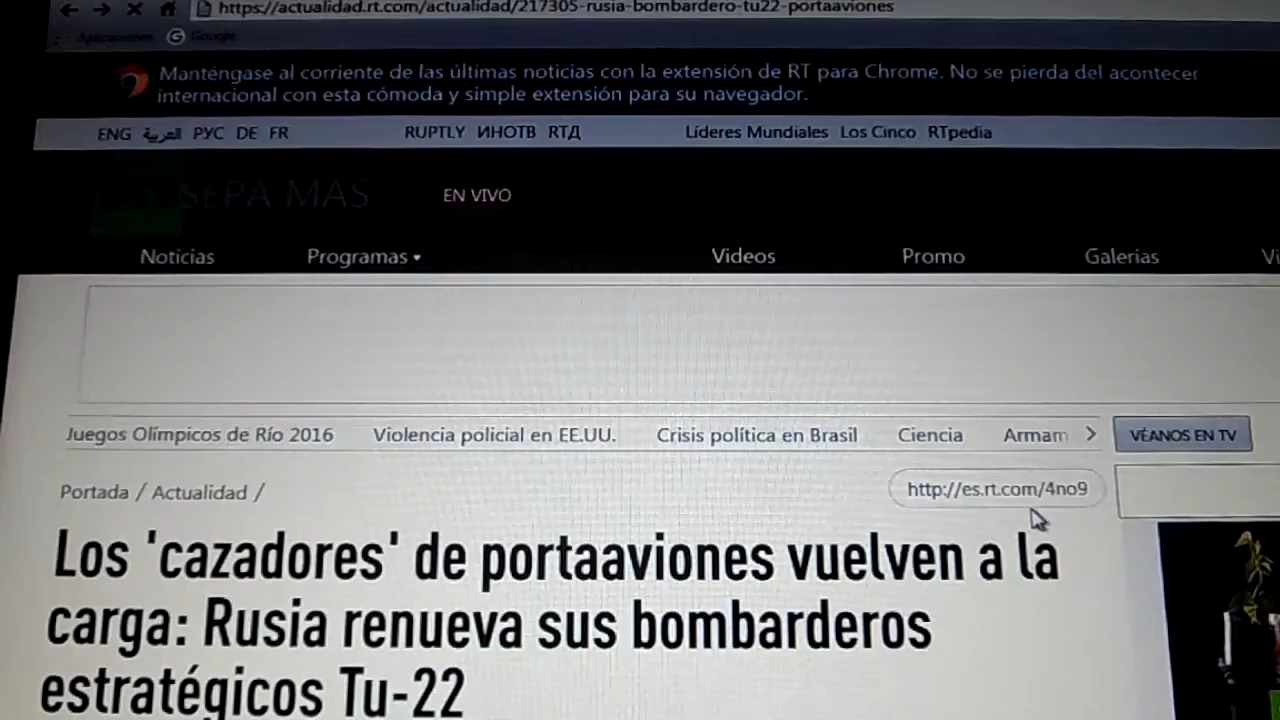 https://actualidad.rt.com/actualidad/217305-rusia-bombardero-tu22-portaaviones
Aplicaciones Google
Manténgase al corriente de las últimas noticias con la extensión de RT para Chrome. No se pierda del acontecer
internacional con esta cómoda y simple extensión para su navegador.
ENG العربية РУС DE FR RUPTLY ИНОТВ RTД Líderes Mundiales Los Cinco RTpedia
SEPA MÁS EN VIVO
Noticias Programas Videos Promo Galerías
Juegos Olímpicos de Río 2016 Violencia policial en EE.UU. Crisis política en Brasil Ciencia Armam VÉANOS EN TV
Portada / Actualidad / http://es.rt.com/4no9
Los 'cazadores' de portaaviones vuelven a la
carga: Rusia renueva sus bombarderos
estratégicos Tu-22